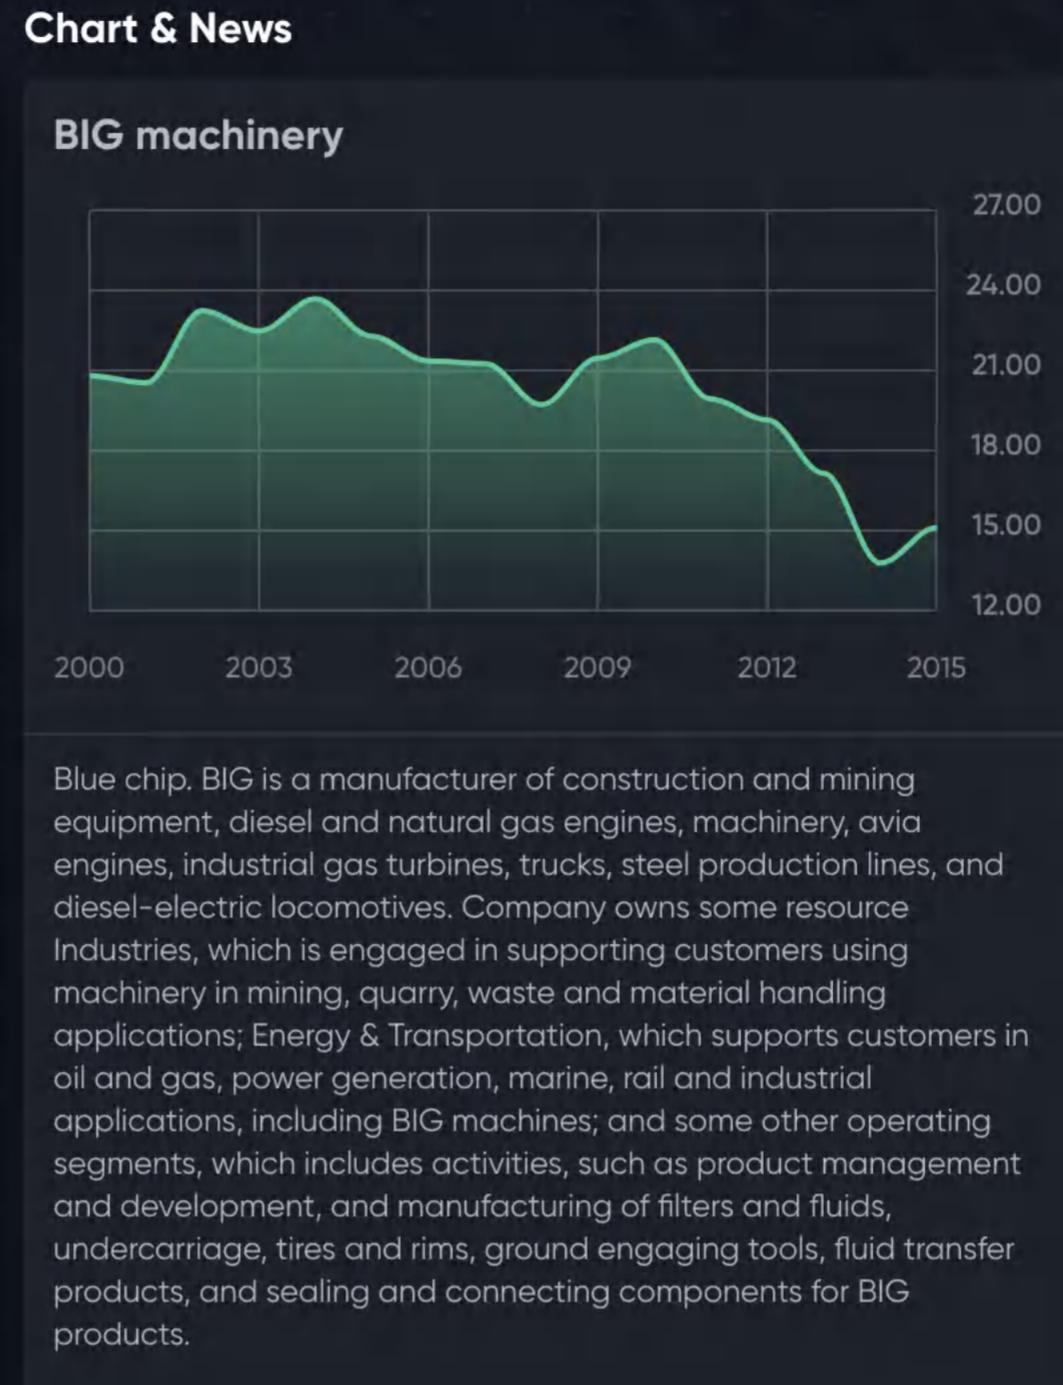 Chart & News
BIG machinery
27.00
24.00
21.00
18.00
15.00
12.00
2000 2003 2006 2009 2012 2015
Blue chip. BIG is a manufacturer of construction and mining
equipment, diesel and natural gas engines, machinery, avia
engines, industrial gas turbines, trucks, steel production lines, and
diesel-electric locomotives. Company owns some resource
Industries, which is engaged in supporting customers using
machinery in mining, quarry, waste and material handling
applications; Energy & Transportation, which supports customers in
oil and gas, power generation, marine, rail and industrial
applications, including BIG machines; and some other operating
segments, which includes activities, such as product management
and development, and manufacturing of filters and fluids,
undercarriage, tires and rims, ground engaging tools, fluid transfer
products, and sealing and connecting components for BIG
products.